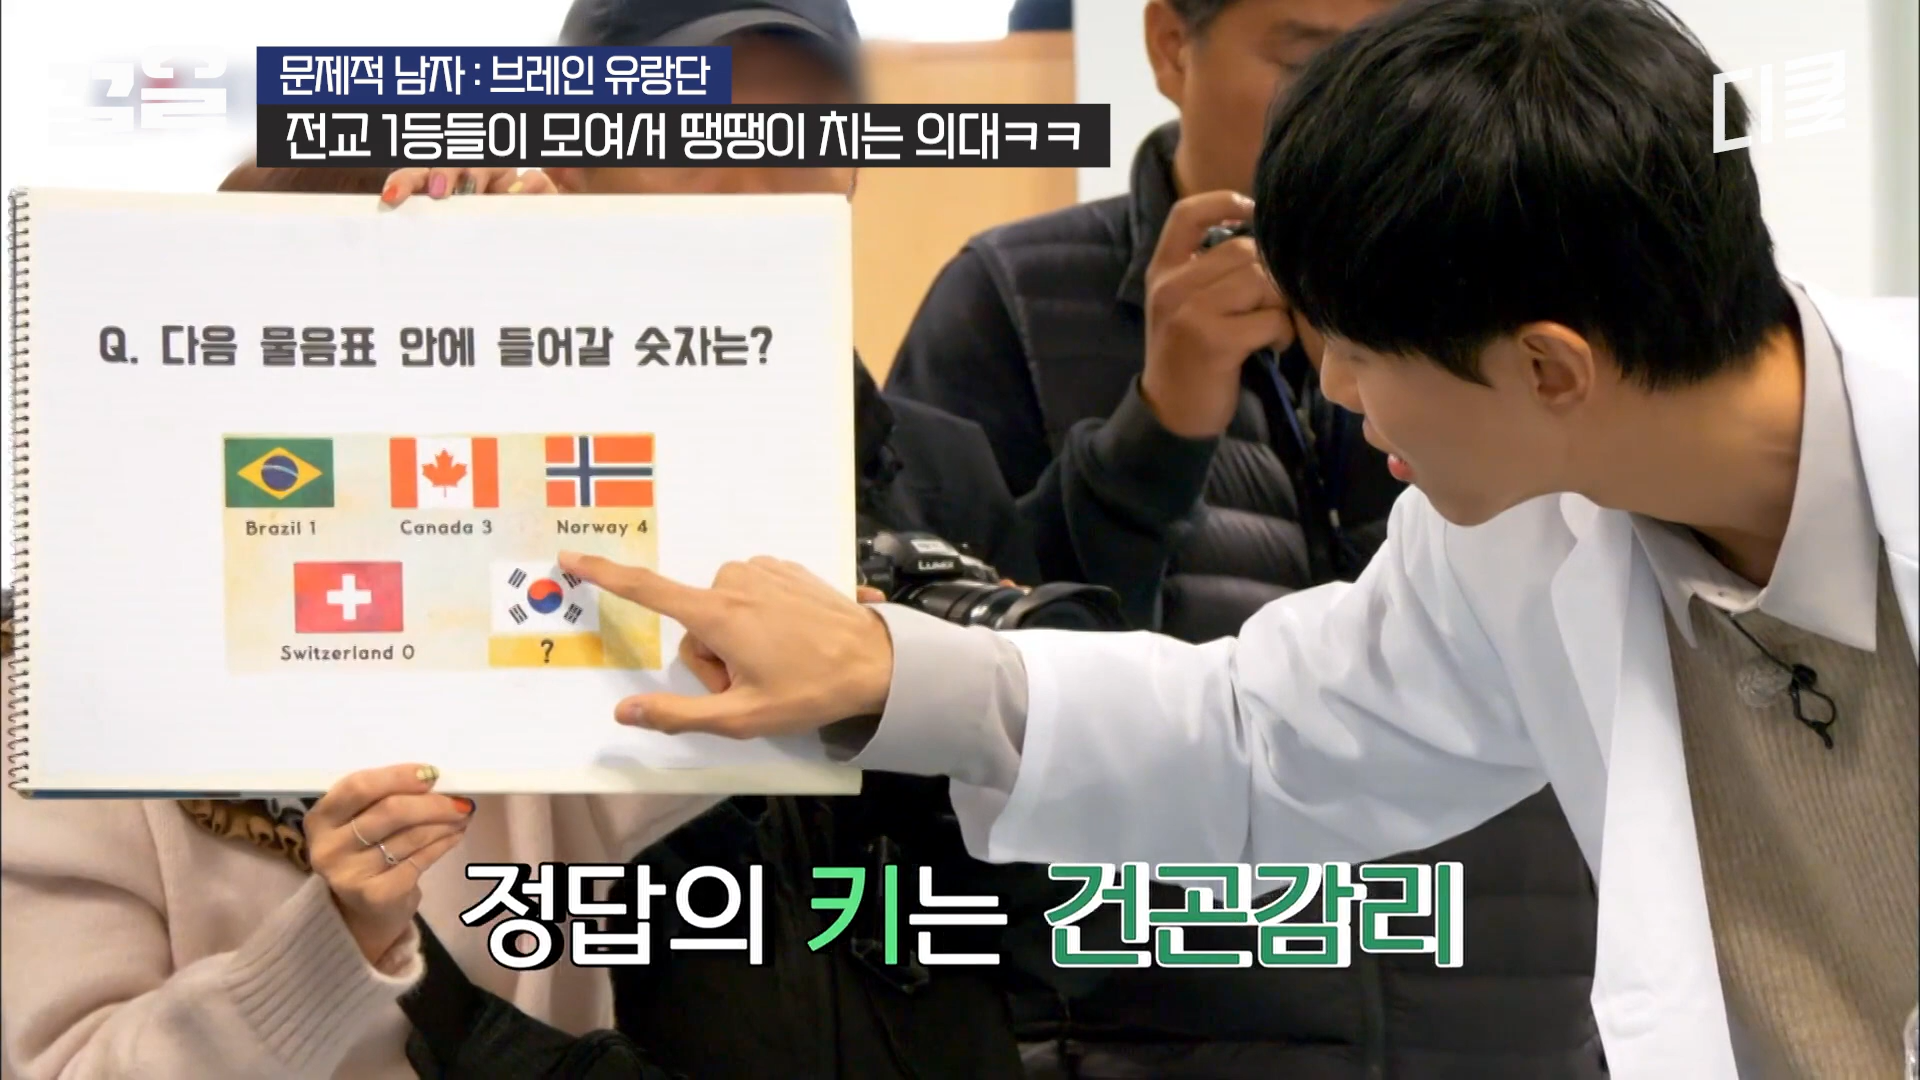 문제적 남자 : 브레인 유랑단
디글
전교 1등들이 모여서 땡땡이 치는 의대ㅋㅋ
Q. 다음 물음표 안에 들어갈 숫자는?
Brazil 1
Canada 3
Norway 4
LUMIX
Switzerland 0
?
정답의 키는 건곤감리